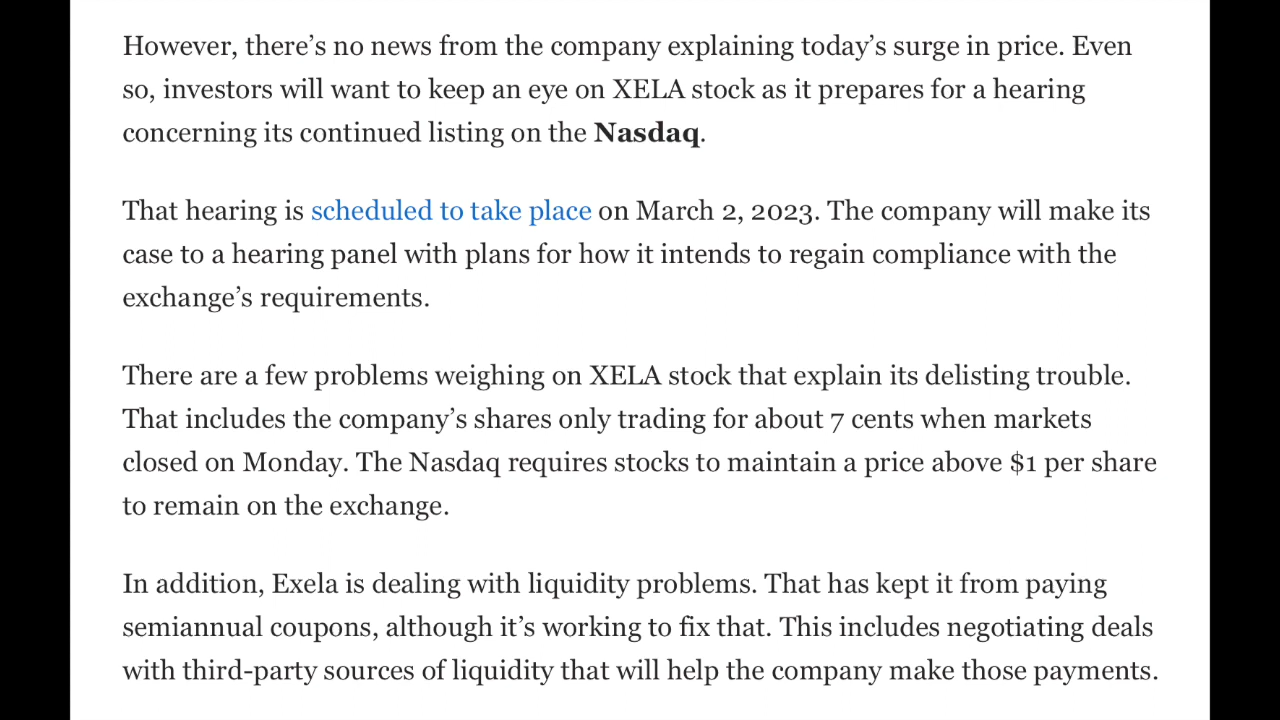 However, there’s no news from the company explaining today’s surge in price. Even
so, investors will want to keep an eye on XELA stock as it prepares for a hearing
concerning its continued listing on the Nasdaq.
That hearing is scheduled to take place on March 2, 2023. The company will make its
case to a hearing panel with plans for how it intends to regain compliance with the
exchange’s requirements.
There are a few problems weighing on XELA stock that explain its delisting trouble.
That includes the company’s shares only trading for about 7 cents when markets
closed on Monday. The Nasdaq requires stocks to maintain a price above $1 per share
to remain on the exchange.
In addition, Exela is dealing with liquidity problems. That has kept it from paying
semiannual coupons, although it’s working to fix that. This includes negotiating deals
with third-party sources of liquidity that will help the company make those payments.